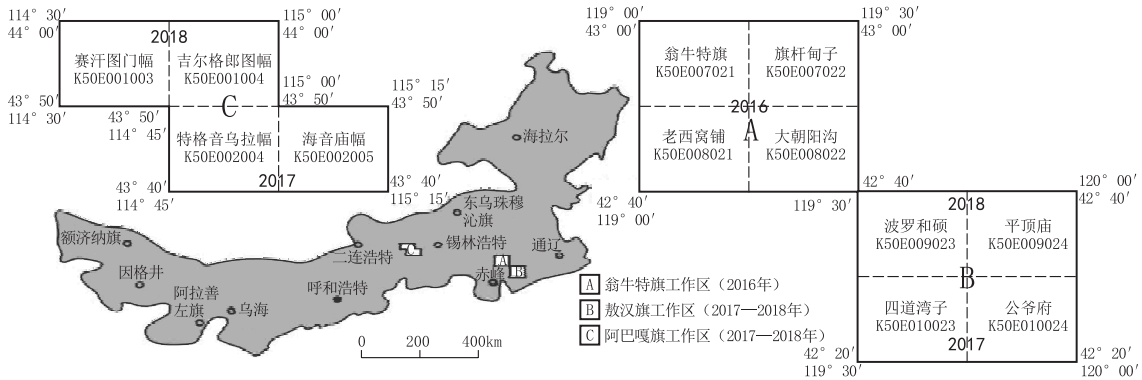 114° 30′
44° 00′
115° 00′
44° 00′
2018
赛汗图门幅
K50E001003
吉尔格郎图幅
K50E001004
43° 50′
114° 30′
43° 50′
114° 45′
C
115° 00′
43° 50′
115° 15′
43° 50′
特格音乌拉幅
K50E002004
海音庙幅
K50E002005
2017
43° 40′
114° 45′
43° 40′
115° 15′
119° 00′
43° 00′
119° 30′
43° 00′
翁牛特旗
K50E007021
旗杆甸子
K50E007022
2016
A
老西窝铺
K50E008021
大朝阳沟
K50E008022
42° 40′
119° 00′
119° 30′
42° 40′
120° 00′
42° 40′
2018
波罗和硕
K50E009023
平顶庙
K50E009024
B
四道湾子
K50E010023
公爷府
K50E010024
2017
42° 20′
119° 30′
42° 20′
120° 00′
海拉尔
东乌珠穆
沁旗
锡林浩特
通辽
二连浩特
C
A
B
赤峰
额济纳旗
因格井
阿拉善
左旗
乌海
呼和浩特
0
200
400km
A 翁牛特旗工作区（2016年）
B 敖汉旗工作区（2017—2018年）
C 阿巴嘎旗工作区（2017—2018年）